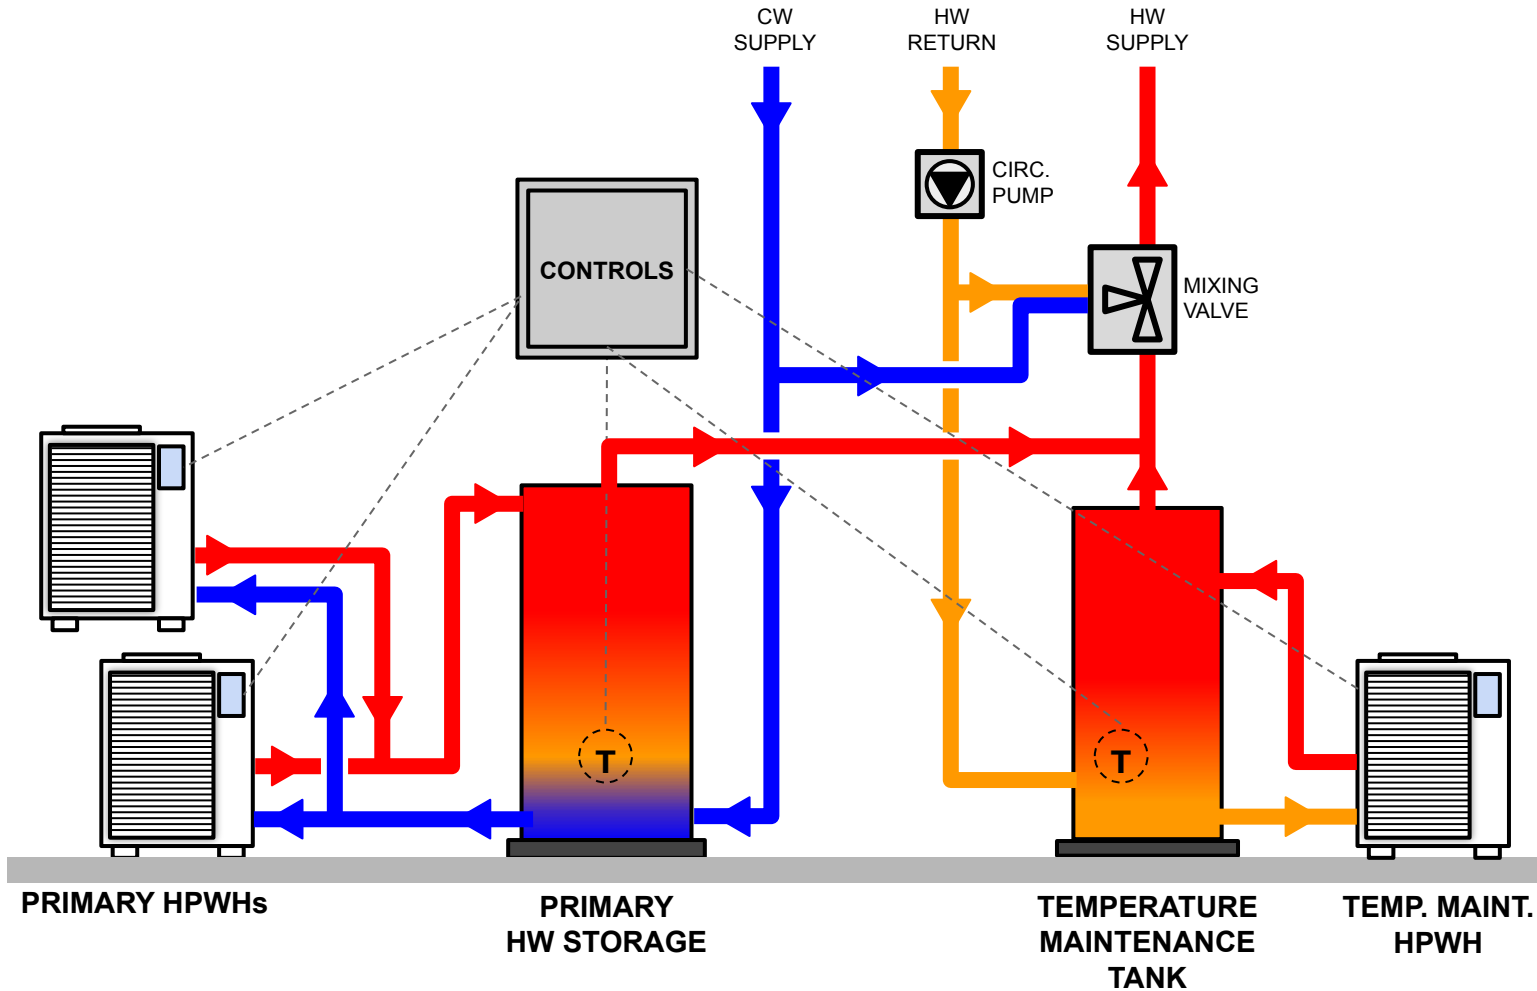 CW
SUPPLY
HW
RETURN
HW
SUPPLY
CIRC.
PUMP
CONTROLS
MIXING
VALVE
T
T
PRIMARY HPWHs
PRIMARY
HW STORAGE
TEMPERATURE
MAINTENANCE
TANK
TEMP. MAINT.
HPWH